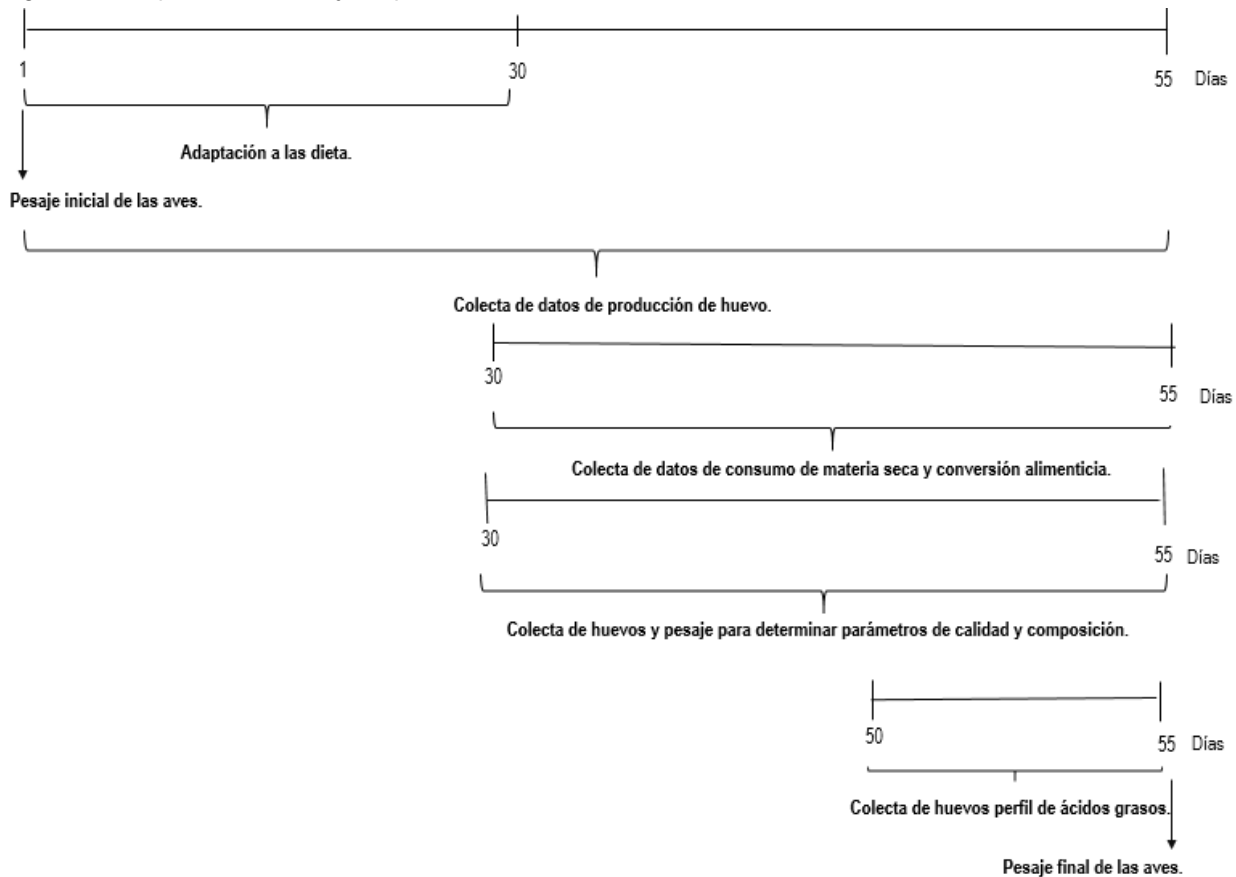 1
30
55 Días
Adaptación a las dieta.
Pesaje inicial de las aves.
Colecta de datos de producción de huevo.
30
55 Días
Colecta de datos de consumo de materia seca y conversión alimenticia.
30
55 Días
Colecta de huevos y pesaje para determinar parámetros de calidad y composición.
50
55 Días
Colecta de huevos perfil de ácidos grasos.
Pesaje final de las aves.